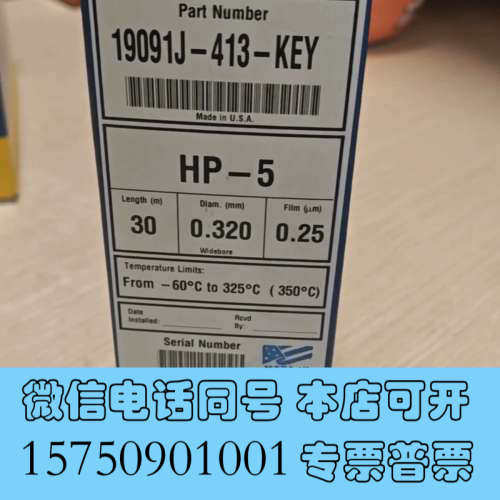 Part Number
19091J-413-KEY
Made in U.S.A.
HP-5
Length (m) Diam. (mm) Film (μm)
30 0.320 0.25
Widebore
Temperature Limits:
From -60°C to 325°C (350°C)
Date Installed: Rcvd By:
Serial Number
微信电话同号 本店可开
15750901001 专票普票